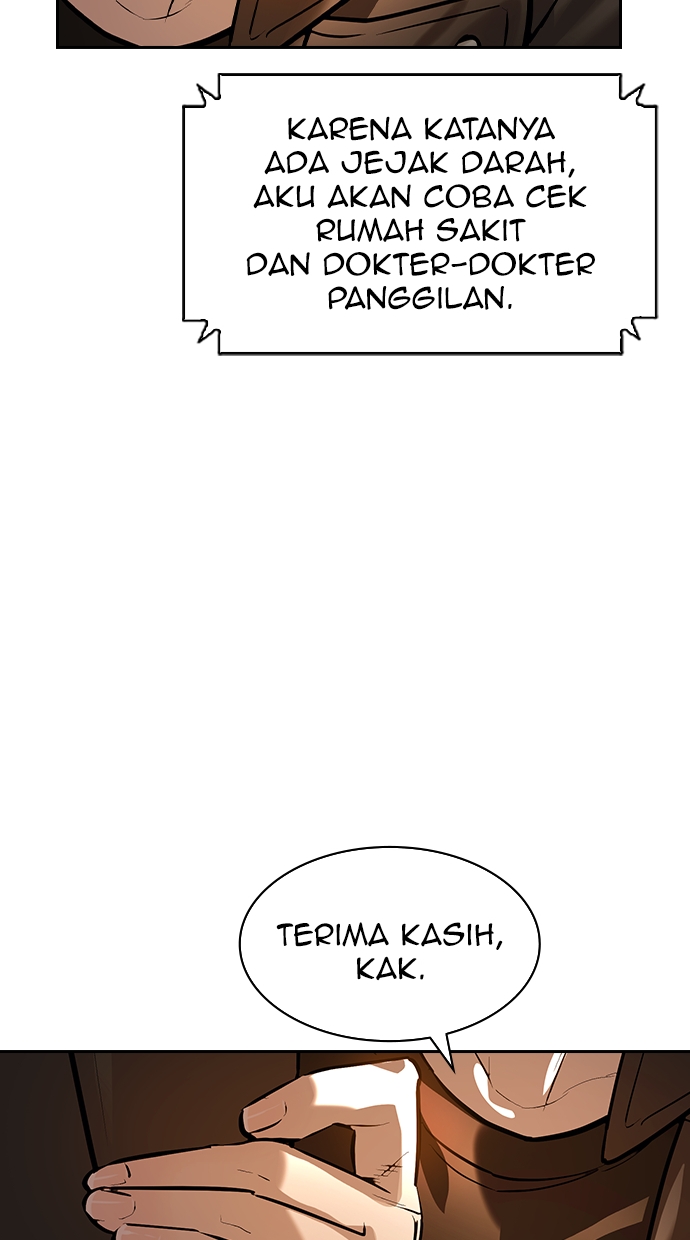 KARENA KATANYA
ADA JEJAK DARAH,
AKU AKAN COBA CEK
RUMAH SAKIT
DAN DOKTER-DOKTER
PANGGILAN.
TERIMA KASIH,
KAK.